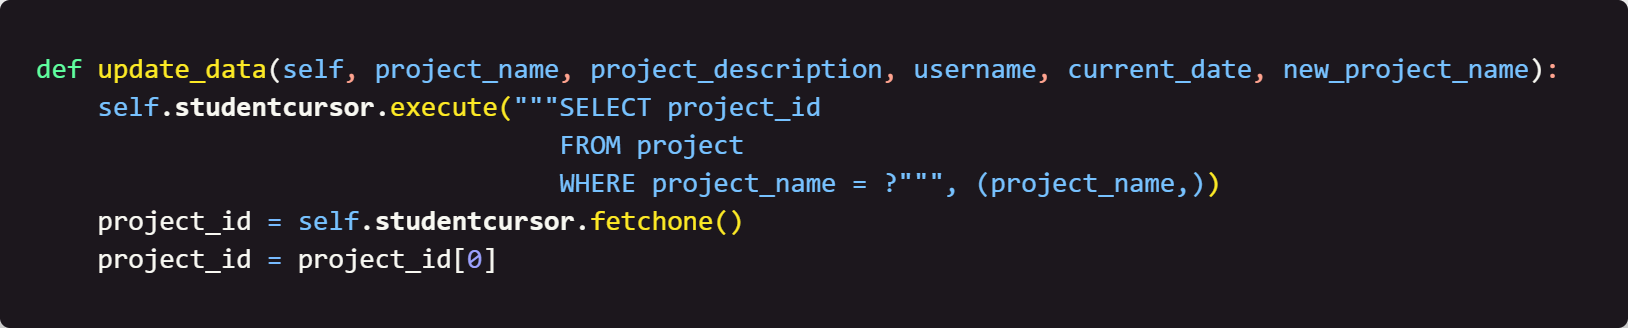 def update_data(self, project_name, project_description, username, current_date, new_project_name):
    self.studentcursor.execute("""SELECT project_id
                                  FROM project
                                  WHERE project_name = ?""", (project_name,))
    project_id = self.studentcursor.fetchone()
    project_id = project_id[0]